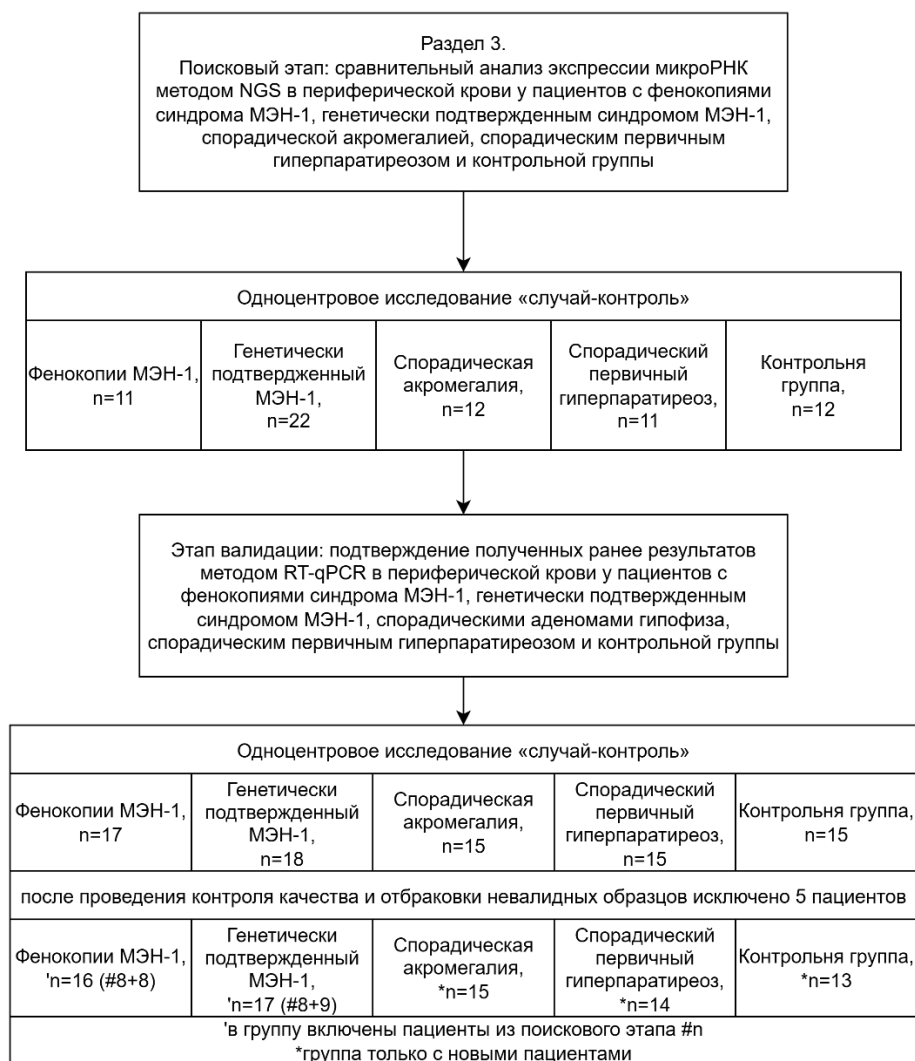 Раздел 3.
Поисковый этап: сравнительный анализ экспрессии микроРНК
методом NGS в периферической крови у пациентов с фенокопиями
синдрома МЭН-1, генетически подтвержденным синдромом МЭН-1,
спорадической акромегалией, спорадическим первичным
гиперпаратиреозом и контрольной группы
Одноцентровое исследование «случай-контроль»
Фенокопии МЭН-1,
n=11
Генетически
подтвдерженный
МЭН-1,
n=22
Спорадическая
акромегалия,
n=12
Спорадический
первичный
гиперпаратиреоз,
n=11
Контрольня
группа,
n=12
Этап валидации: подтверждение полученных ранее результатов
методом RT-qPCR в периферической крови у пациентов с
фенокопиями синдрома МЭН-1, генетически подтвержденным
синдромом МЭН-1, спорадическими аденомами гипофиза,
спорадическим первичным гиперпаратиреозом и контрольной группы
Одноцентровое исследование «случай-контроль»
Фенокопии МЭН-1,
n=17
Генетически
подтвержденный
МЭН-1,
n=18
Спорадическая
акромегалия,
n=15
Спорадический
первичный
гиперпаратиреоз,
n=15
Контрольня группа,
n=15
после проведения контроля качества и отбраковки невалидных образцов исключено 5 пациентов
Фенокопии МЭН-1,
'n=16 (#8+8)
Генетически
подтвержденный
МЭН-1,
'n=17 (#8+9)
Спорадическая
акромегалия,
*n=15
Спорадический
первичный
гиперпаратиреоз,
*n=14
Контрольня группа,
*n=13
'в группу включены пациенты из поискового этапа #n
*группа только с новыми пациентами